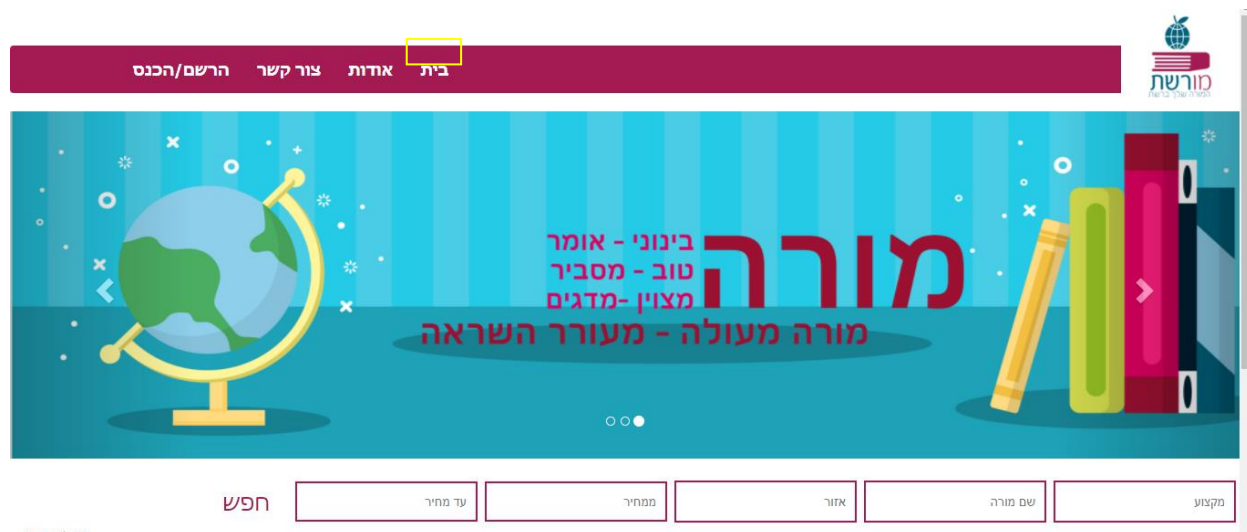 מורשת
המורה שלך ברשת
בית אודות צור קשר הרשם/הכנס
מורה
בינוני - אומר
טוב - מסביר
מצוין -מדגים
מורה מעולה - מעורר השראה
מקצוע שם מורה אזור ממחיר עד מחיר חפש